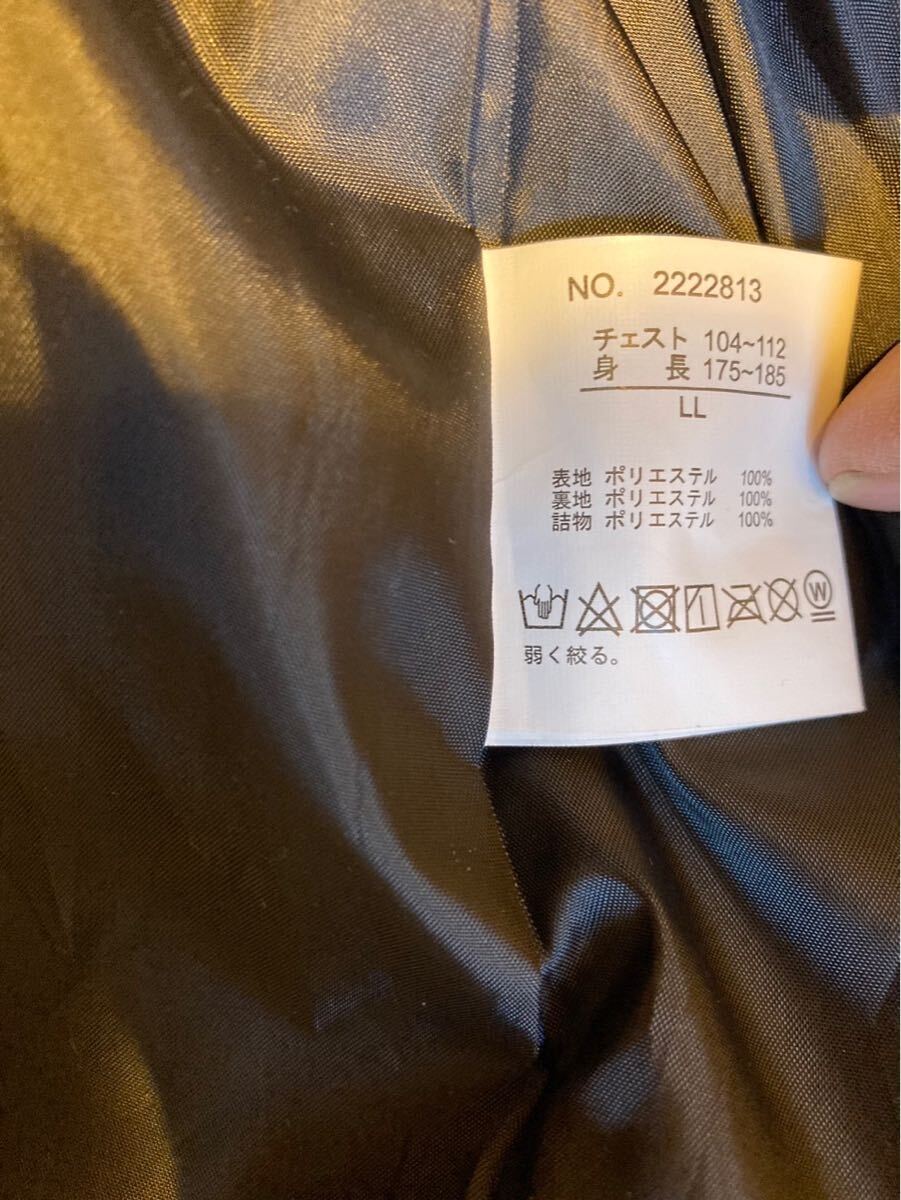 NO. 2222813
チェスト 104~112
身 長 175~185
LL
表地 ポリエステル 100%
裏地 ポリエステル 100%
詰物 ポリエステル 100%
W
弱く絞る。